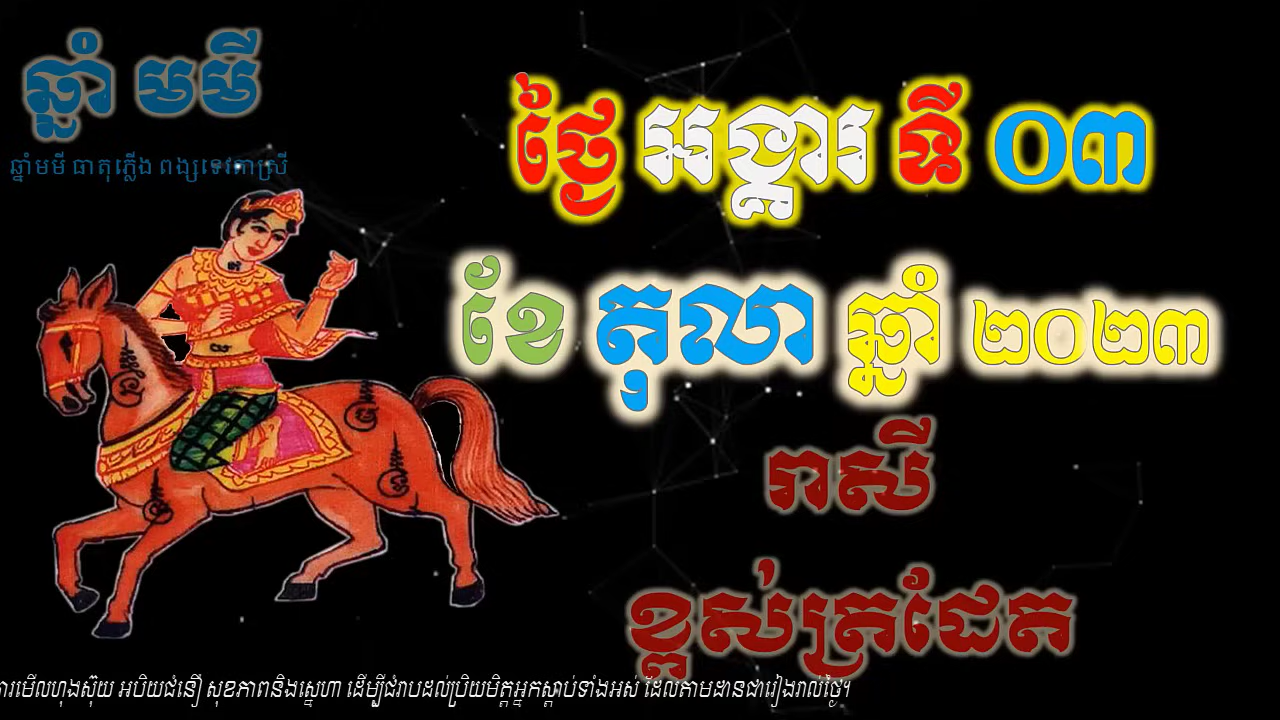 ឆ្នាំ មមី
ឆ្នាំមមី ធាតុភ្លើង ពង្សទេវតាស្រី
ថ្ងៃ អង្គារ ទី ០៣
ខែ តុលា ឆ្នាំ ២០២៣
រាសី
ខ្ពស់ត្រដែត
ារមើលហុងស៊ុយ អបិយជំនឿ សុខភាពនិងស្នេហា ដើម្បីជំរាបដល់ប្រិយមិត្តអ្នកស្តាប់ទាំងអស់ ដែលតាមដានជារៀងរាល់ថ្ងៃ។